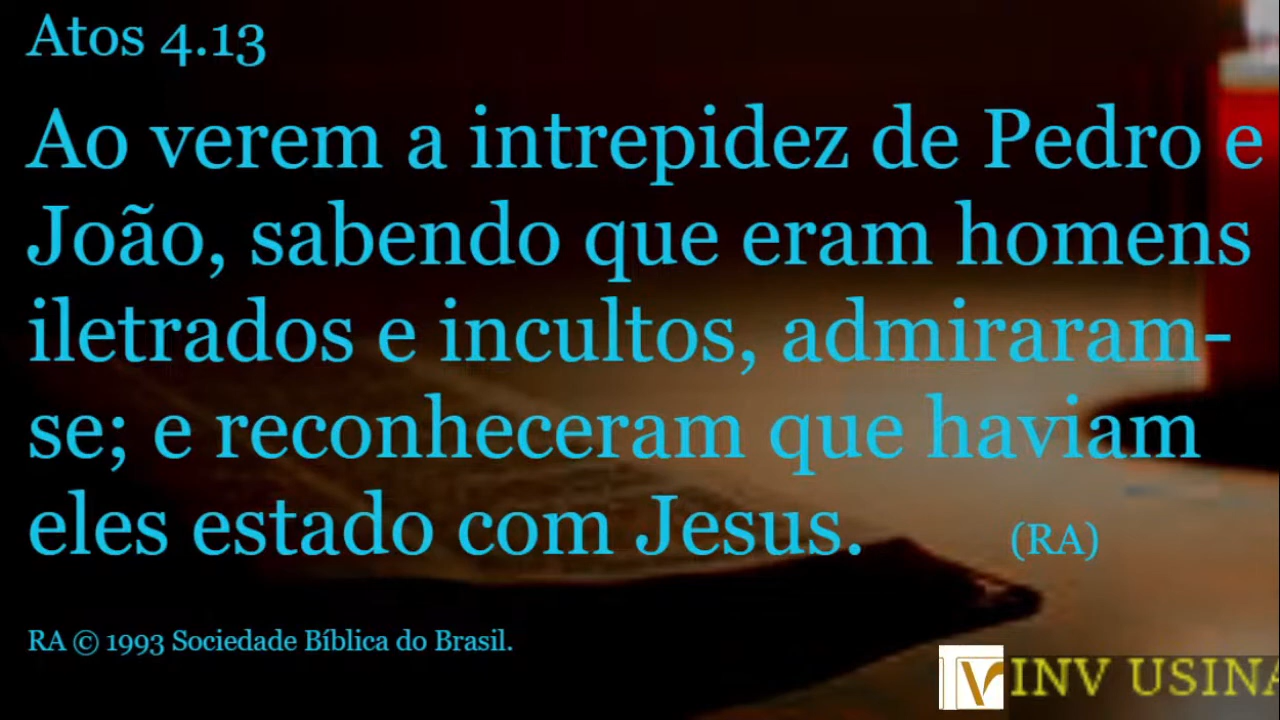 Atos 4.13
Ao verem a intrepidez de Pedro e
João, sabendo que eram homens
iletrados e incultos, admiraram-
se; e reconheceram que haviam
eles estado com Jesus. (RA)
RA © 1993 Sociedade Bíblica do Brasil.
INV USINA